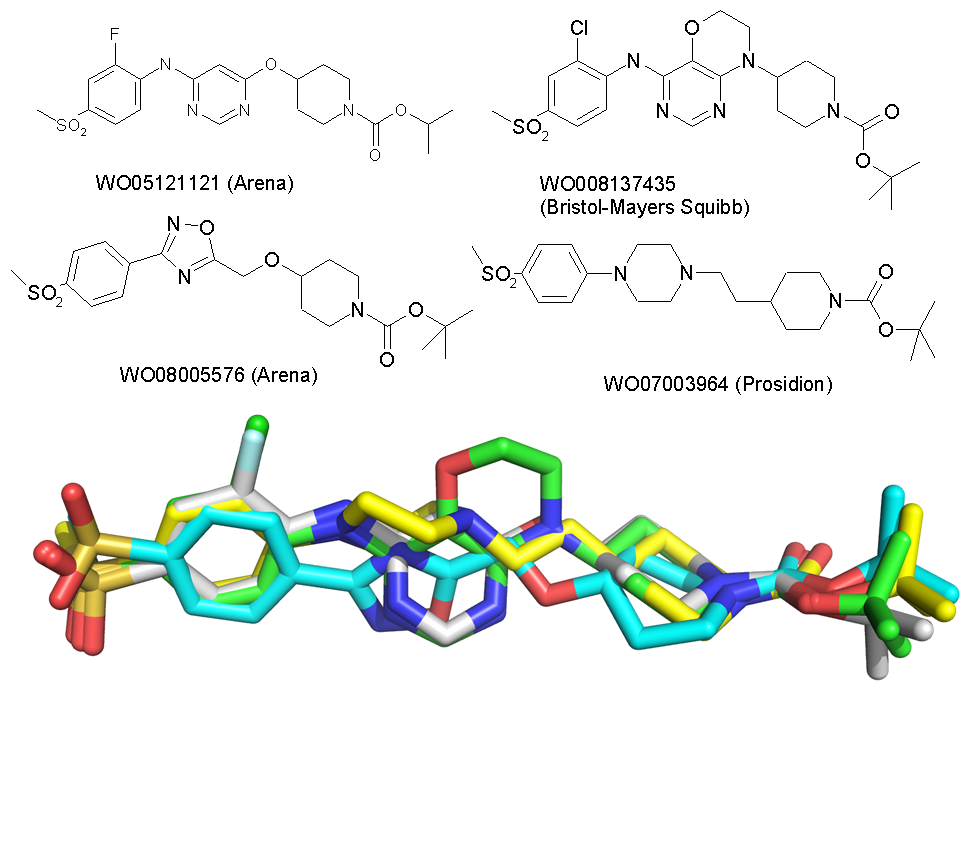 F
N
O
N
N
N
O
O
SO2
WO05121121 (Arena)
Cl
O
N
N
N
N
N
O
O
SO2
WO008137435
(Bristol-Mayers Squibb)
N
O
N
O
N
O
O
SO2
WO08005576 (Arena)
SO2
N
N
N
O
O
WO07003964 (Prosidion)